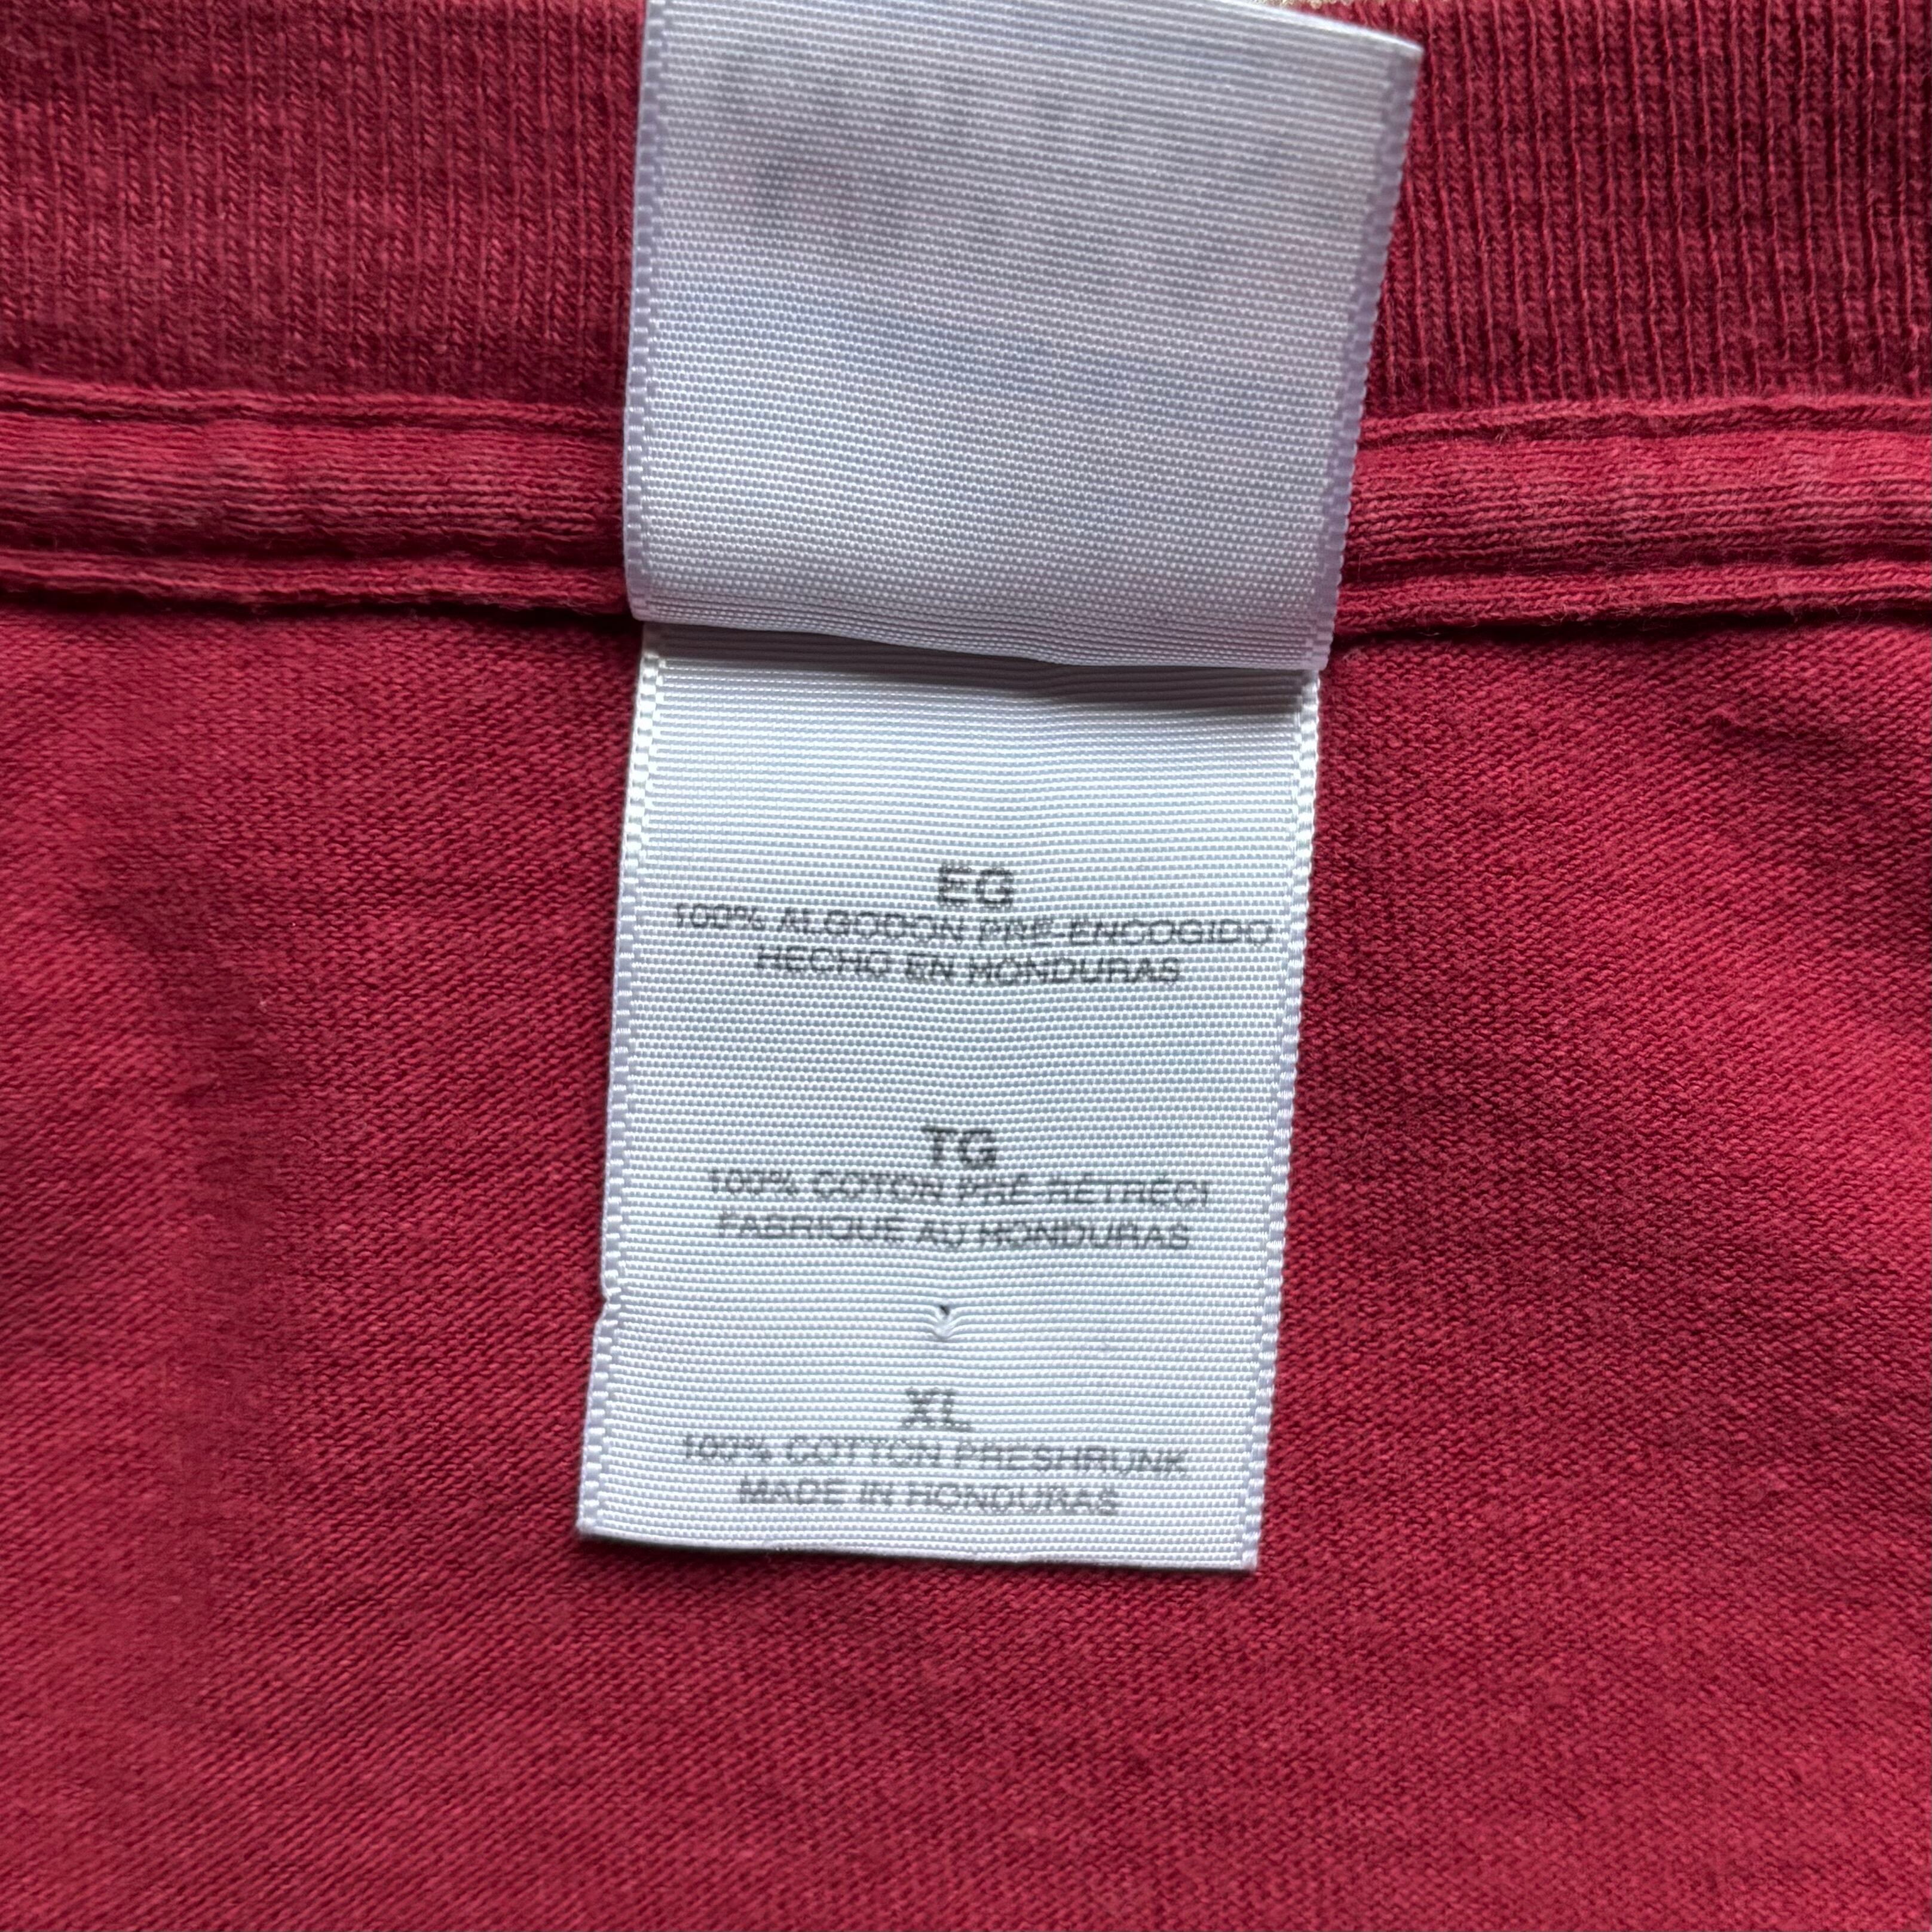 EG
100% ALGODON PRE-ENCOGIDO
HECHO EN HONDURAS
TG
100% COTON PRÉ-RÉTRÉCI
FABRIQUE AU HONDURAS
XL
100% COTTON PRESHRUNK
MADE IN HONDURAS